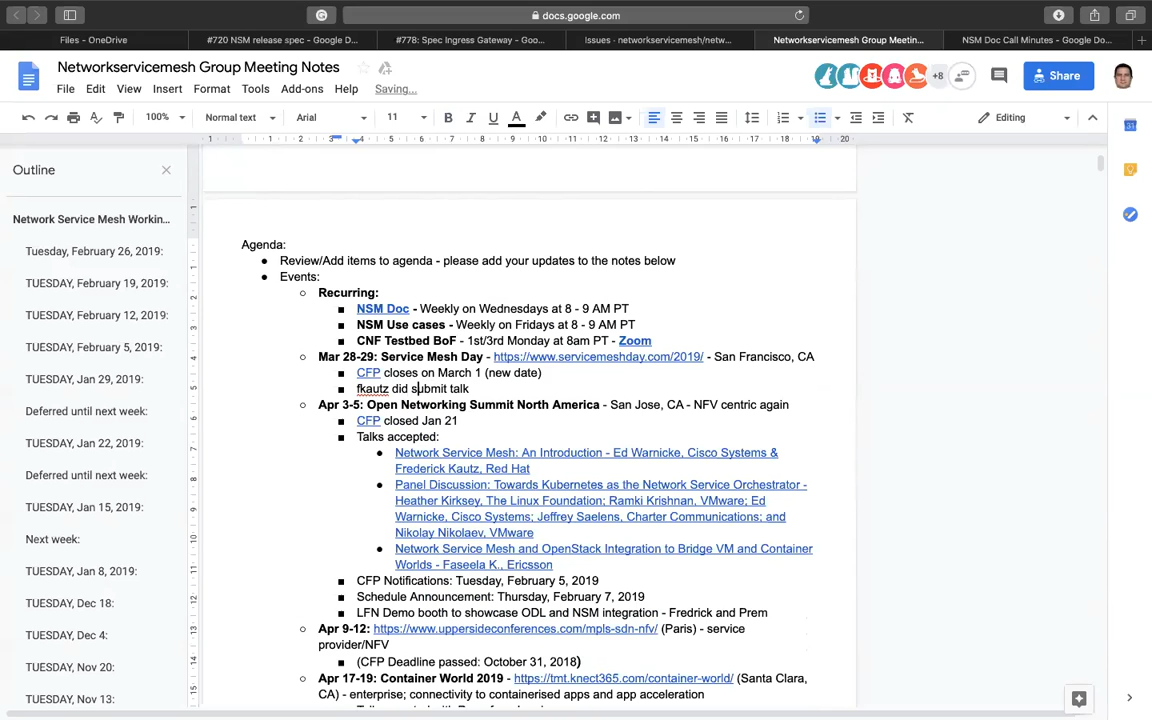 docs.google.com
Files - OneDrive
#720 NSM release spec - Google D...
#778: Spec Ingress Gateway - Goo...
Issues · networkservicemesh/netw...
Networkservicemesh Group Meetin...
NSM Doc Call Minutes - Google Do...
Networkservicemesh Group Meeting Notes
File Edit View Insert Format Tools Add-ons Help Saving...
+8
Share
100% Normal text Arial 11 Editing
Outline
Network Service Mesh Workin...
Tuesday, February 26, 2019:
TUESDAY, February 19, 2019:
TUESDAY, February 12, 2019:
TUESDAY, February 5, 2019:
TUESDAY, Jan 29, 2019:
Deferred until next week:
TUESDAY, Jan 22, 2019:
Deferred until next week:
TUESDAY, Jan 15, 2019:
Next week:
TUESDAY, Jan 8, 2019:
TUESDAY, Dec 18:
TUESDAY, Dec 4:
TUESDAY, Nov 20:
TUESDAY, Nov 13:
Agenda:
● Review/Add items to agenda - please add your updates to the notes below
● Events:
○ Recurring:
■ NSM Doc - Weekly on Wednesdays at 8 - 9 AM PT
■ NSM Use cases - Weekly on Fridays at 8 - 9 AM PT
■ CNF Testbed BoF - 1st/3rd Monday at 8am PT - Zoom
○ Mar 28-29: Service Mesh Day - https://www.servicemeshday.com/2019/ - San Francisco, CA
■ CFP closes on March 1 (new date)
■ fkautz did submit talk
○ Apr 3-5: Open Networking Summit North America - San Jose, CA - NFV centric again
■ CFP closed Jan 21
■ Talks accepted:
● Network Service Mesh: An Introduction - Ed Warnicke, Cisco Systems &
Frederick Kautz, Red Hat
● Panel Discussion: Towards Kubernetes as the Network Service Orchestrator -
Heather Kirksey, The Linux Foundation; Ramki Krishnan, VMware; Ed
Warnicke, Cisco Systems; Jeffrey Saelens, Charter Communications; and
Nikolay Nikolaev, VMware
● Network Service Mesh and OpenStack Integration to Bridge VM and Container
Worlds - Faseela K., Ericsson
■ CFP Notifications: Tuesday, February 5, 2019
■ Schedule Announcement: Thursday, February 7, 2019
■ LFN Demo booth to showcase ODL and NSM integration - Fredrick and Prem
○ Apr 9-12: https://www.uppersideconferences.com/mpls-sdn-nfv/ (Paris) - service
provider/NFV
■ (CFP Deadline passed: October 31, 2018)
○ Apr 17-19: Container World 2019 - https://tmt.knect365.com/container-world/ (Santa Clara,
CA) - enterprise; connectivity to containerised apps and app acceleration